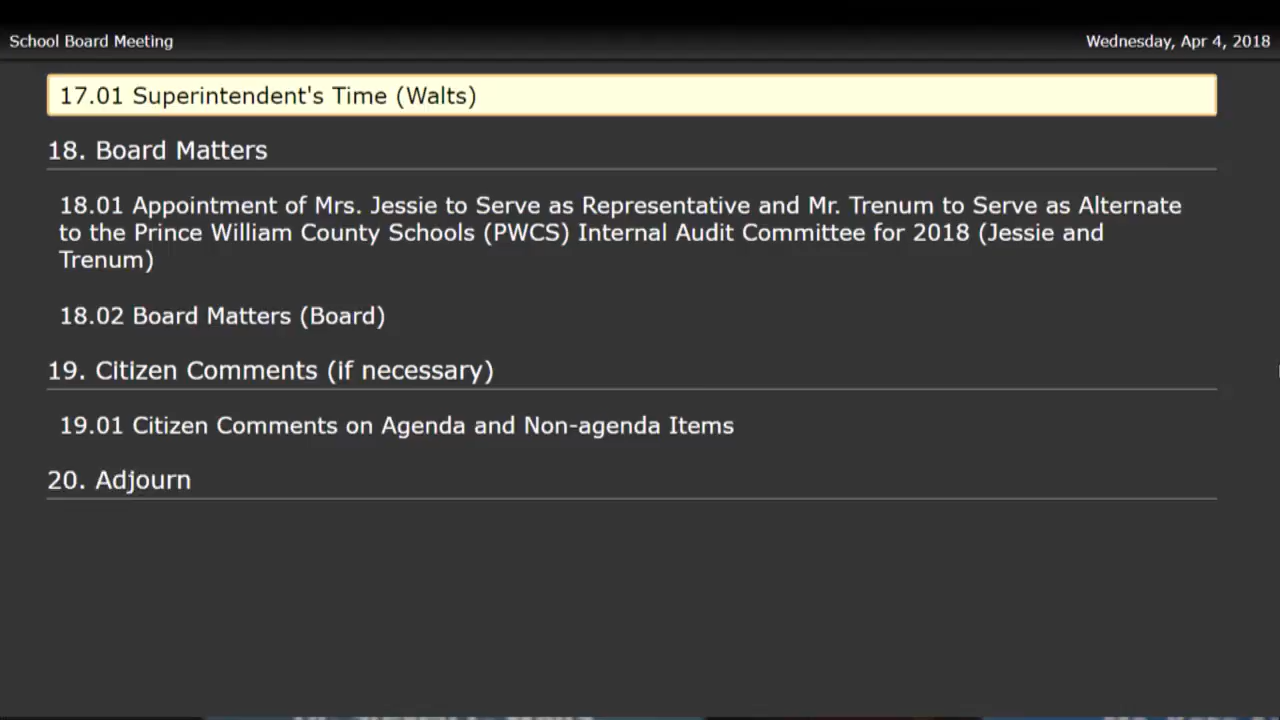 School Board Meeting
Wednesday, Apr 4, 2018
17.01 Superintendent's Time (Walts)
18. Board Matters
18.01 Appointment of Mrs. Jessie to Serve as Representative and Mr. Trenum to Serve as Alternate
to the Prince William County Schools (PWCS) Internal Audit Committee for 2018 (Jessie and
Trenum)
18.02 Board Matters (Board)
19. Citizen Comments (if necessary)
19.01 Citizen Comments on Agenda and Non-agenda Items
20. Adjourn